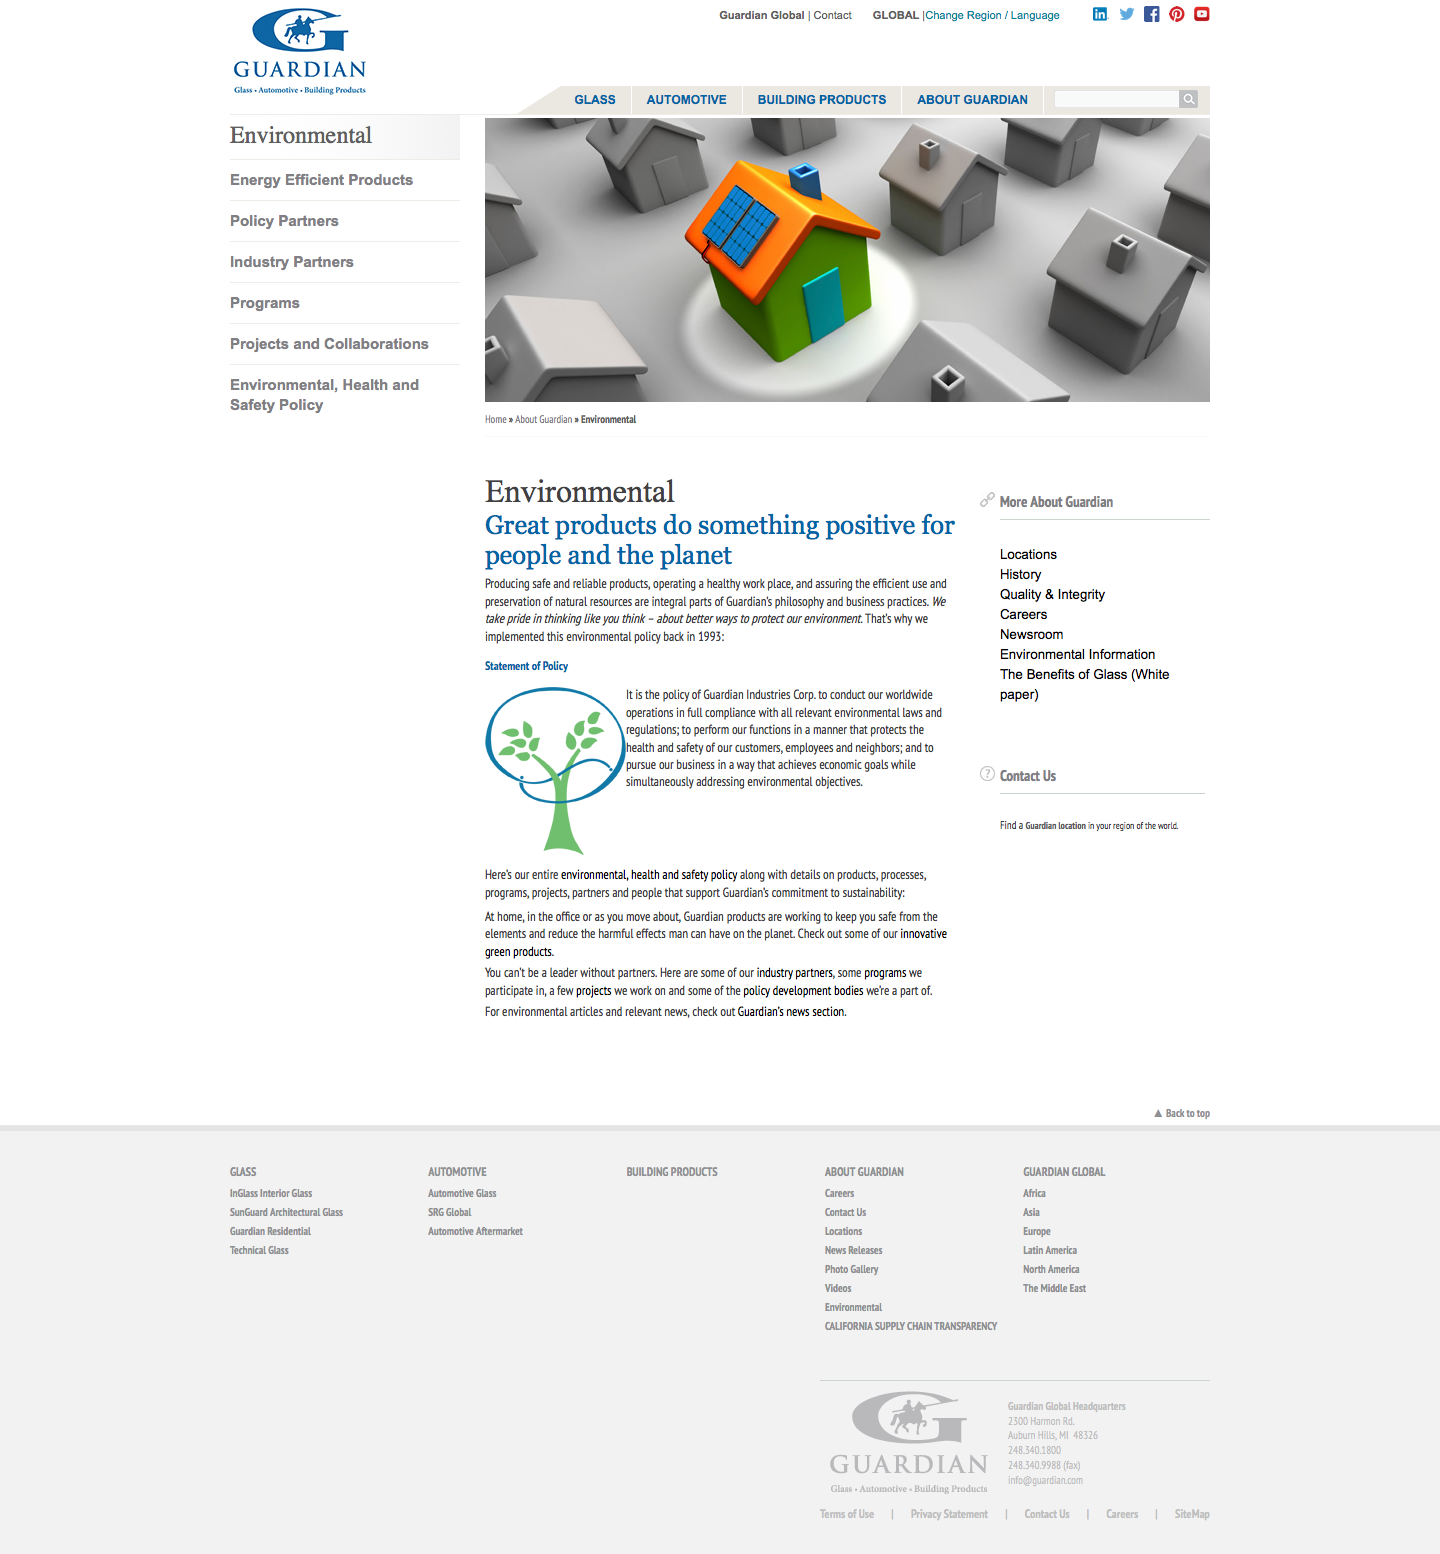 Guardian Global | Contact
GLOBAL |Change Region / Language
in
GUARDIAN
Glass • Automotive • Building Products
GLASS
AUTOMOTIVE
BUILDING PRODUCTS
ABOUT GUARDIAN
Environmental
Energy Efficient Products
Policy Partners
Industry Partners
Programs
Projects and Collaborations
Environmental, Health and
Safety Policy
Home » About Guardian » Environmental
Environmental
Great products do something positive for
people and the planet
Producing safe and reliable products, operating a healthy work place, and assuring the efficient use and
preservation of natural resources are integral parts of Guardian's philosophy and business practices. We
take pride in thinking like you think – about better ways to protect our environment. That's why we
implemented this environmental policy back in 1993:
Statement of Policy
It is the policy of Guardian Industries Corp. to conduct our worldwide
operations in full compliance with all relevant environmental laws and
regulations; to perform our functions in a manner that protects the
health and safety of our customers, employees and neighbors; and to
pursue our business in a way that achieves economic goals while
simultaneously addressing environmental objectives.
Here's our entire environmental, health and safety policy along with details on products, processes,
programs, projects, partners and people that support Guardian's commitment to sustainability:
At home, in the office or as you move about, Guardian products are working to keep you safe from the
elements and reduce the harmful effects man can have on the planet. Check out some of our innovative
green products.
You can't be a leader without partners. Here are some of our industry partners, some programs we
participate in, a few projects we work on and some of the policy development bodies we're a part of.
For environmental articles and relevant news, check out Guardian's news section.
More About Guardian
Locations
History
Quality & Integrity
Careers
Newsroom
Environmental Information
The Benefits of Glass (White
paper)
Contact Us
Find a Guardian location in your region of the world.
▲ Back to top
GLASS
InGlass Interior Glass
SunGuard Architectural Glass
Guardian Residential
Technical Glass
AUTOMOTIVE
Automotive Glass
SRG Global
Automotive Aftermarket
BUILDING PRODUCTS
ABOUT GUARDIAN
Careers
Contact Us
Locations
News Releases
Photo Gallery
Videos
Environmental
CALIFORNIA SUPPLY CHAIN TRANSPARENCY
GUARDIAN GLOBAL
Africa
Asia
Europe
Latin America
North America
The Middle East
GUARDIAN
Glass • Automotive • Building Products
Guardian Global Headquarters
2300 Harmon Rd.
Auburn Hills, MI 48326
248.340.1800
248.340.9988 (fax)
info@guardian.com
Terms of Use | Privacy Statement | Contact Us | Careers | SiteMap